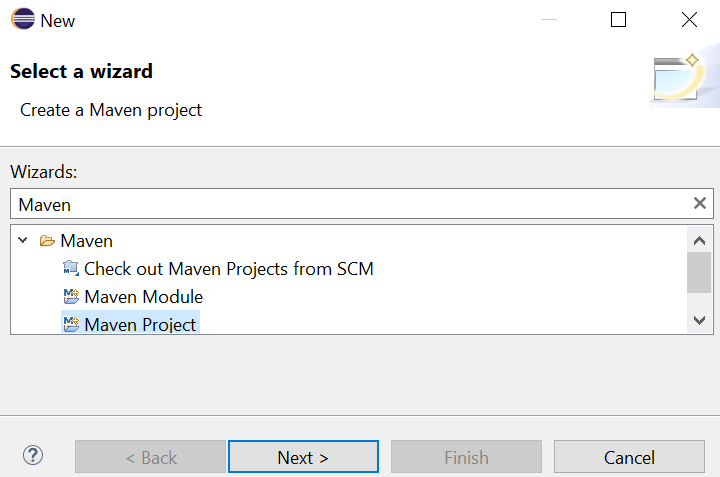 New
Select a wizard
Create a Maven project
Wizards:
Maven
Maven
Check out Maven Projects from SCM
Maven Module
Maven Project
?
< Back
Next >
Finish
Cancel